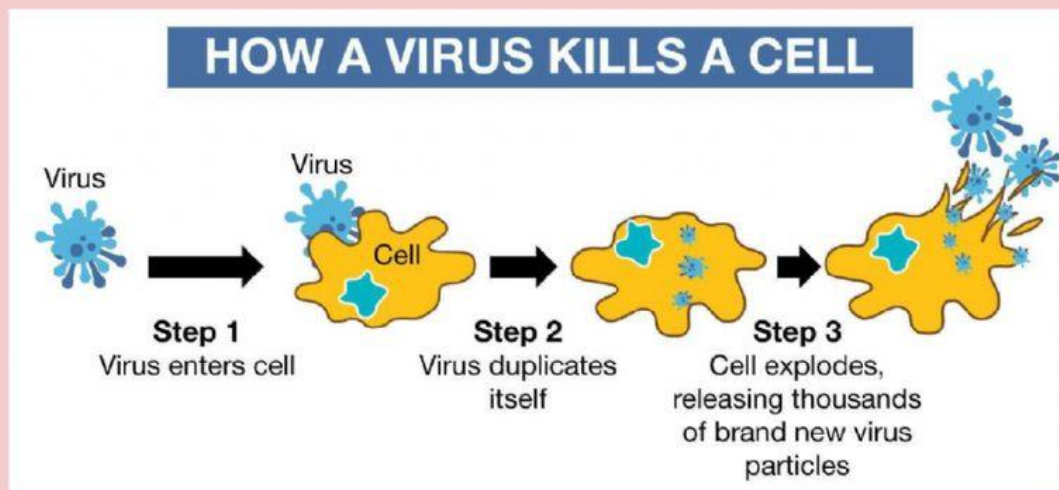 HOW A VIRUS KILLS A CELL
Virus
Virus
Cell
Step 1
Virus enters cell
Step 2
Virus duplicates
itself
Step 3
Cell explodes,
releasing thousands
of brand new virus
particles